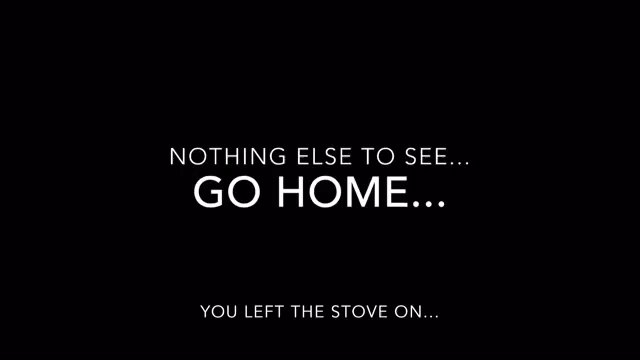 NOTHING ELSE TO SEE...
GO HOME...
YOU LEFT THE STOVE ON...